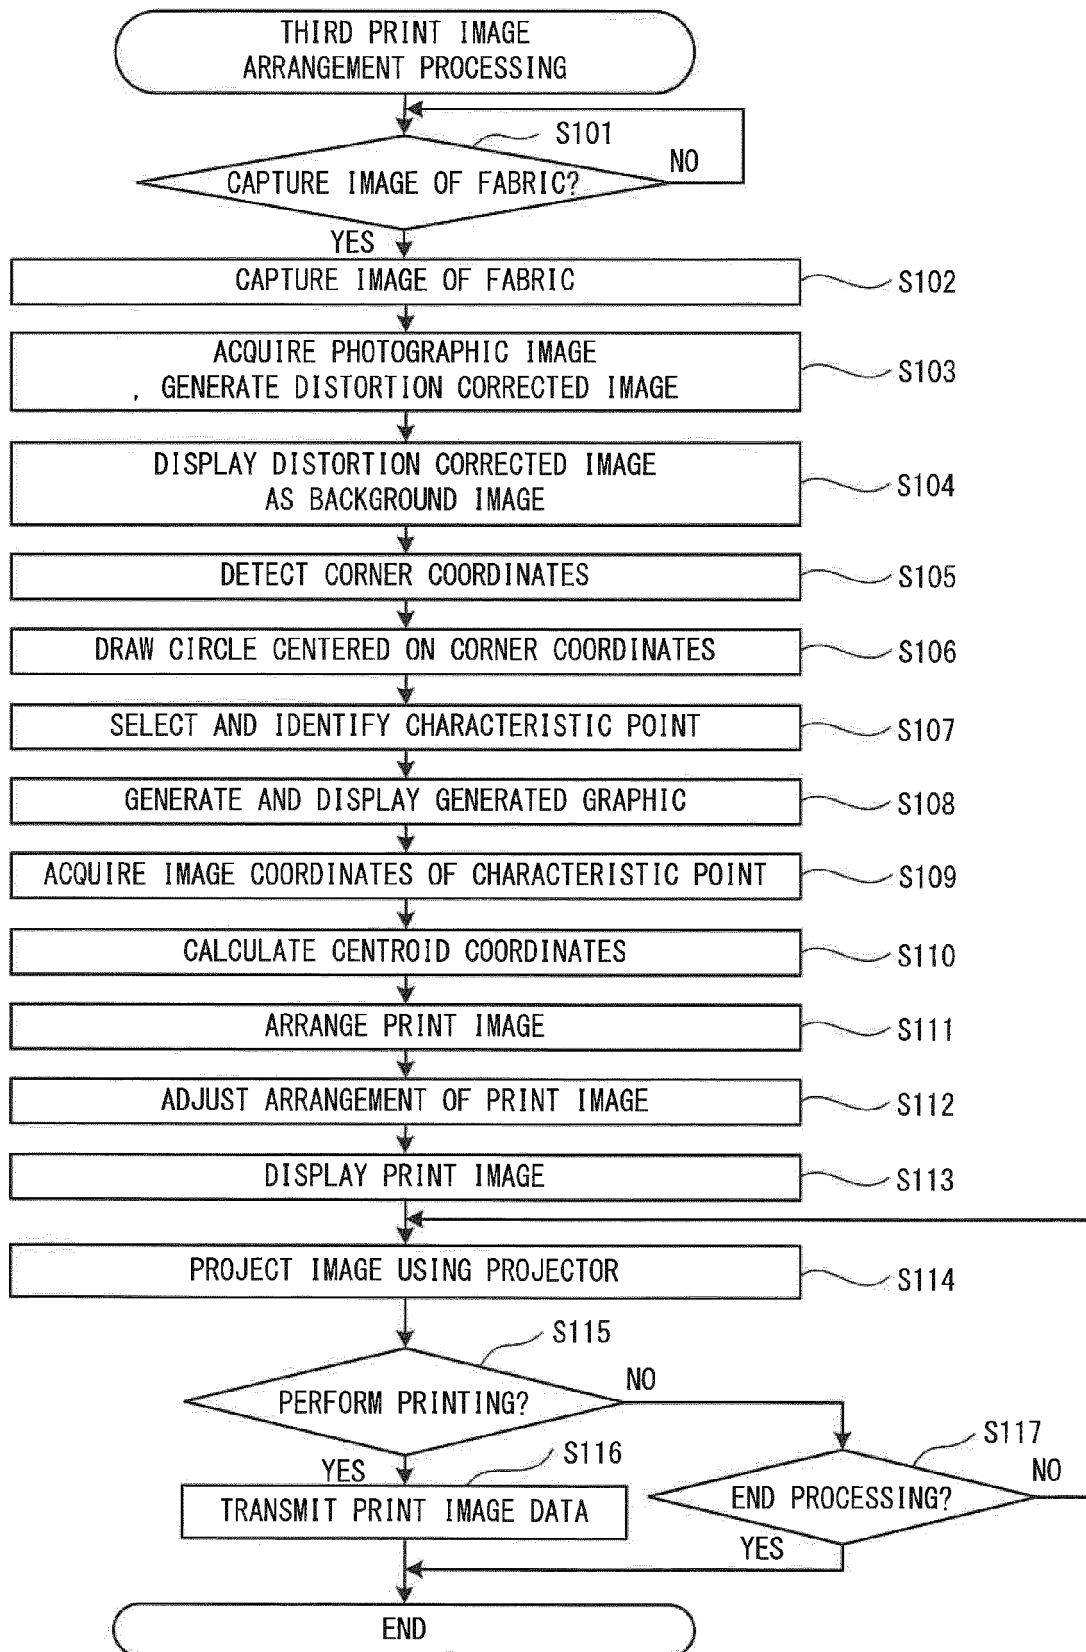 THIRD PRINT IMAGE
ARRANGEMENT PROCESSING
S101
NO
CAPTURE IMAGE OF FABRIC?
YES
CAPTURE IMAGE OF FABRIC
S102
ACQUIRE PHOTOGRAPHIC IMAGE
, GENERATE DISTORTION CORRECTED IMAGE
S103
DISPLAY DISTORTION CORRECTED IMAGE
AS BACKGROUND IMAGE
S104
DETECT CORNER COORDINATES
S105
DRAW CIRCLE CENTERED ON CORNER COORDINATES
S106
SELECT AND IDENTIFY CHARACTERISTIC POINT
S107
GENERATE AND DISPLAY GENERATED GRAPHIC
S108
ACQUIRE IMAGE COORDINATES OF CHARACTERISTIC POINT
S109
CALCULATE CENTROID COORDINATES
S110
ARRANGE PRINT IMAGE
S111
ADJUST ARRANGEMENT OF PRINT IMAGE
S112
DISPLAY PRINT IMAGE
S113
PROJECT IMAGE USING PROJECTOR
S114
S115
PERFORM PRINTING?
NO
YES
S116
TRANSMIT PRINT IMAGE DATA
S117
END PROCESSING?
NO
YES
END